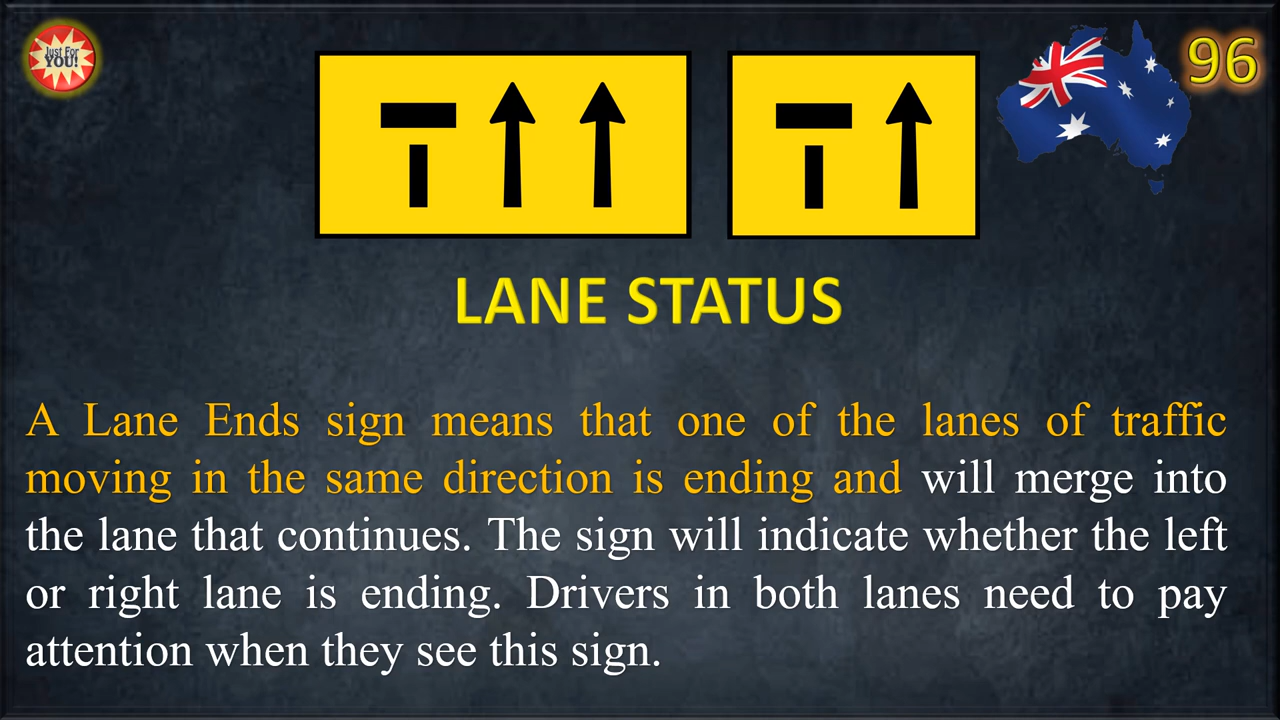 Just For
YOU!
96
LANE STATUS
A Lane Ends sign means that one of the lanes of traffic
moving in the same direction is ending and will merge into
the lane that continues. The sign will indicate whether the left
or right lane is ending. Drivers in both lanes need to pay
attention when they see this sign.